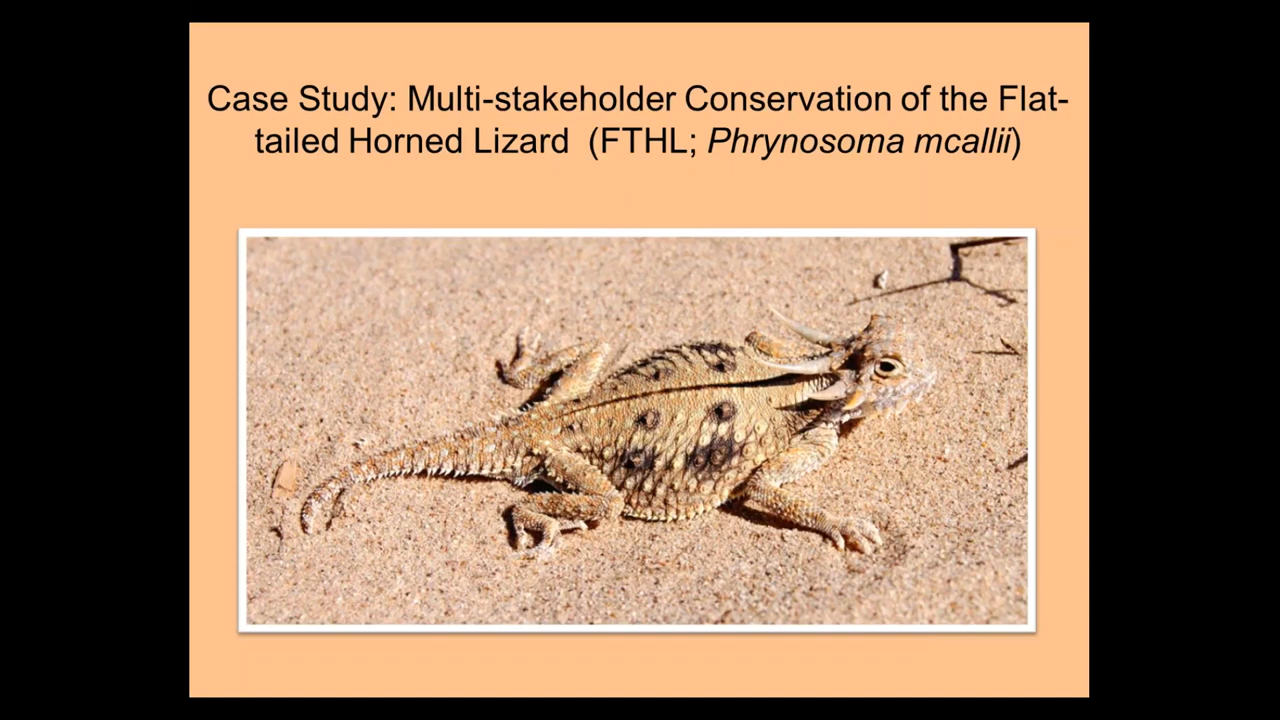 Case Study: Multi-stakeholder Conservation of the Flat-
tailed Horned Lizard  (FTHL; Phrynosoma mcallii)